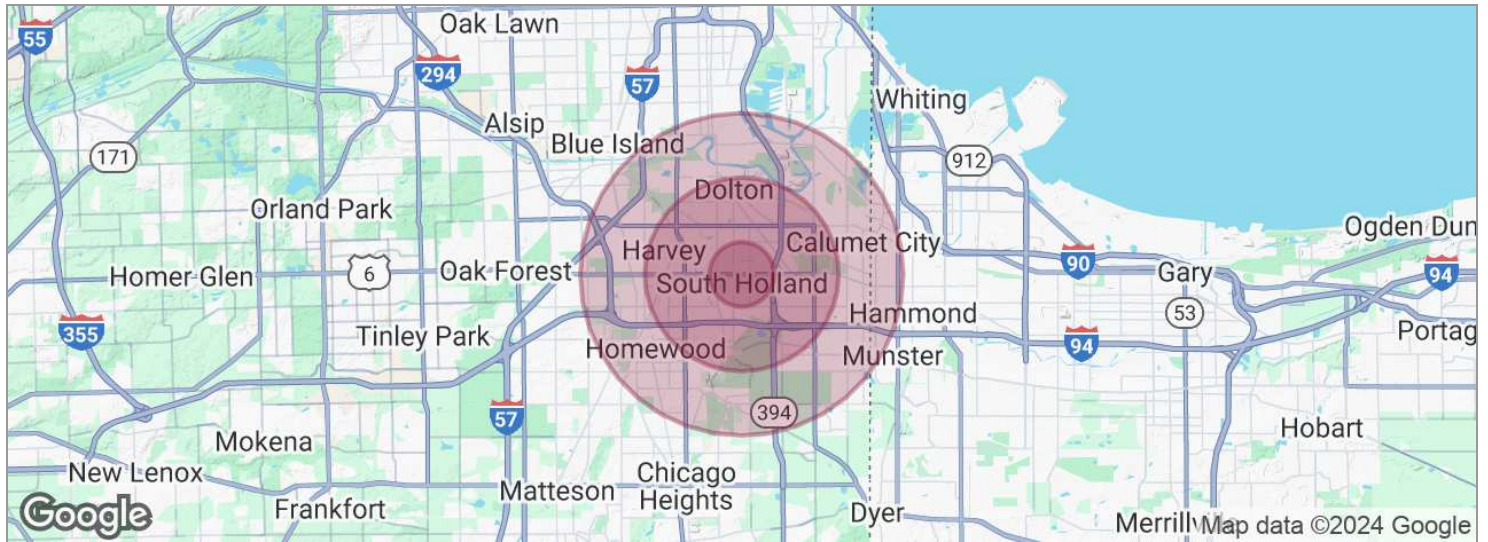 Oak Lawn
55
294
57
Whiting
Alsip
Blue Island
171
912
Dolton
Orland Park
Ogden Dun
Harvey
Calumet City
Homer Glen
6
Oak Forest
90
Gary
94
South Holland
355
Tinley Park
Hammond
53
94
Portag
Homewood
Munster
57
394
Hobart
Mokena
New Lenox
Matteson
Chicago
Heights
Frankfort
Dyer
Google
Merrillv
Map data ©2024 Google